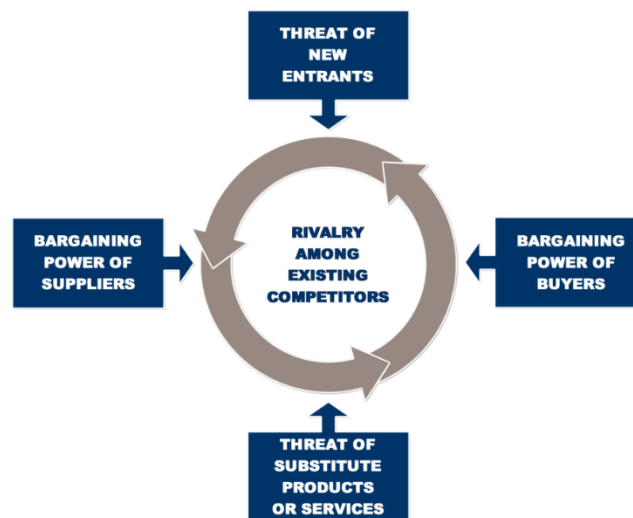 THREAT OF
NEW
ENTRANTS
BARGAINING
POWER OF
SUPPLIERS
RIVALRY
AMONG
EXISTING
COMPETITORS
BARGAINING
POWER OF
BUYERS
THREAT OF
SUBSTITUTE
PRODUCTS
OR SERVICES